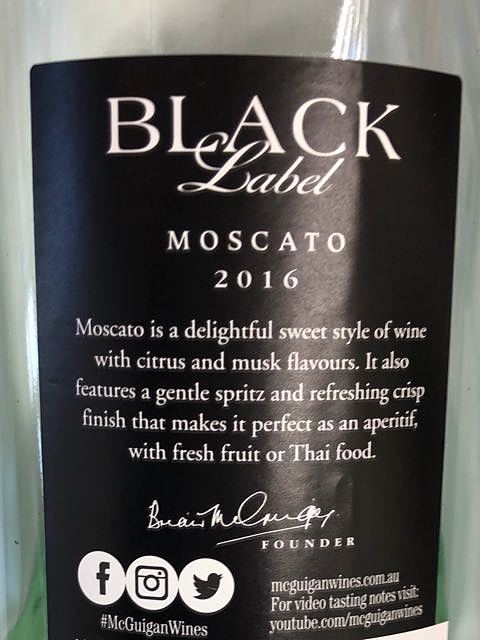 BLACK
Label
MOSCATO
2016
Moscato is a delightful sweet style of wine
with citrus and musk flavours. It also
features a gentle spritz and refreshing crisp
finish that makes it perfect as an aperitif,
with fresh fruit or Thai food.
Brian McGuigan
FOUNDER
mcguiganwines.com.au
For video tasting notes visit:
youtube.com/mcguiganwines
#McGuiganWines